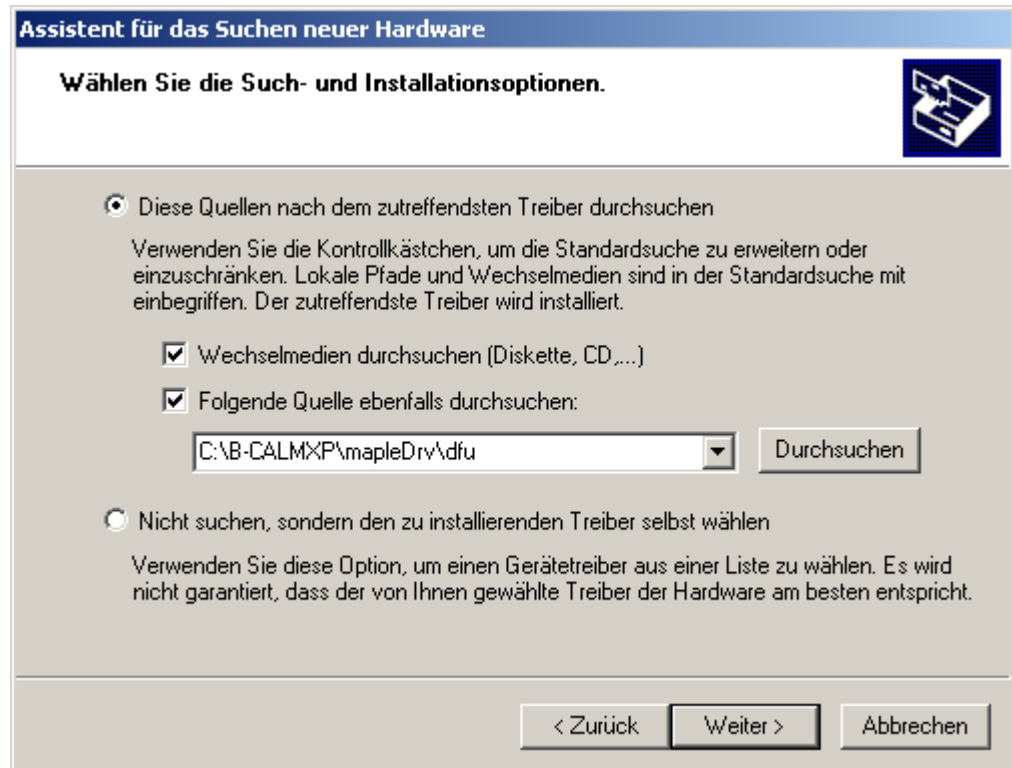 Assistent für das Suchen neuer Hardware
Wählen Sie die Such- und Installationsoptionen.
Diese Quellen nach dem zutreffendsten Treiber durchsuchen
Verwenden Sie die Kontrollkästchen, um die Standardsuche zu erweitern oder
einzuschränken. Lokale Pfade und Wechselmedien sind in der Standardsuche mit
einbegriffen. Der zutreffendste Treiber wird installiert.
Wechselmedien durchsuchen (Diskette, CD,...)
Folgende Quelle ebenfalls durchsuchen:
C:\B-CALMXP\mapleDrv\dfu
Durchsuchen
Nicht suchen, sondern den zu installierenden Treiber selbst wählen
Verwenden Sie diese Option, um einen Gerätetreiber aus einer Liste zu wählen. Es wird
nicht garantiert, dass der von Ihnen gewählte Treiber der Hardware am besten entspricht.
< Zurück
Weiter >
Abbrechen